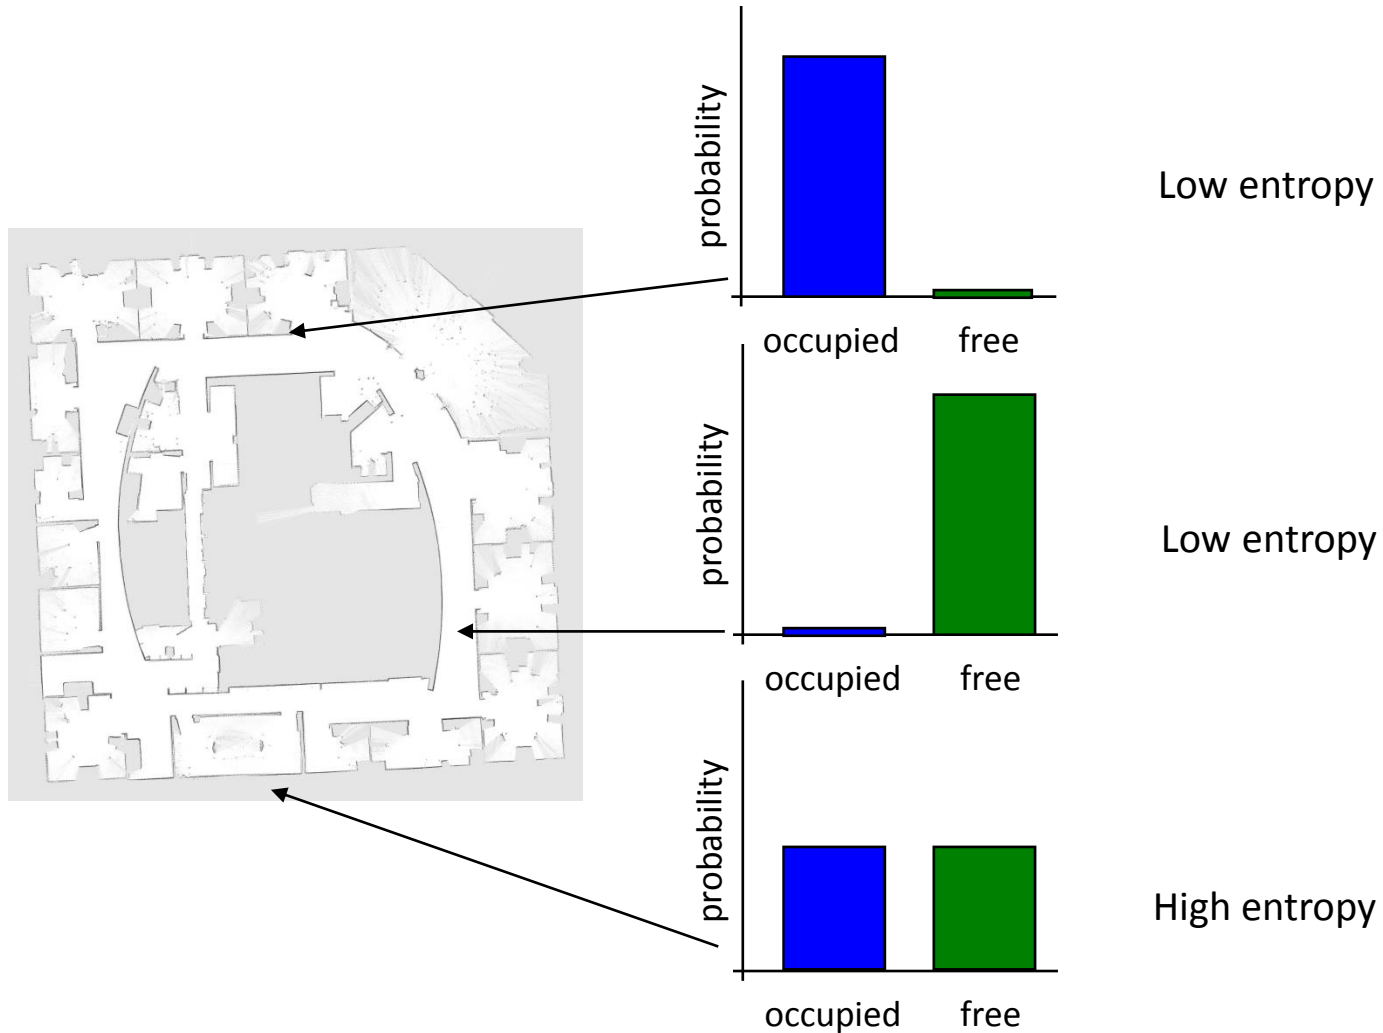 probability
occupied free
Low entropy
probability
occupied free
Low entropy
probability
occupied free
High entropy